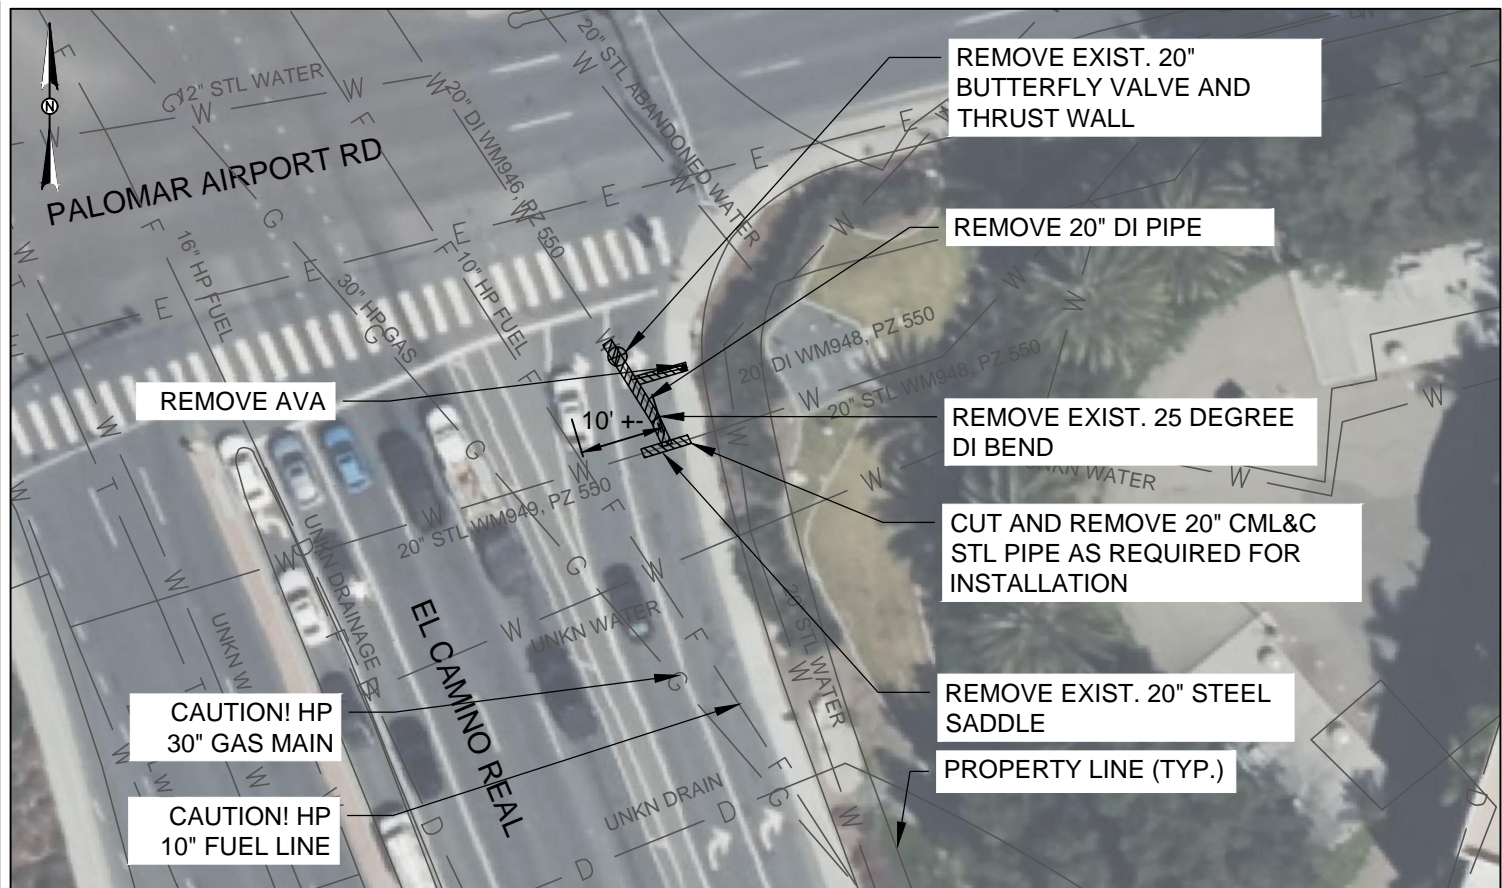 REMOVE EXIST. 20"
BUTTERFLY VALVE AND
THRUST WALL
20" STL ABANDONED WATER
12" STL WATER
20" DI WM946, PZ 550
N
PALOMAR AIRPORT RD
REMOVE 20" DI PIPE
16" HP FUEL
30" HP GAS
10" HP FUEL
20" DI WM948, PZ 550
20" STL WM948, PZ 550
REMOVE AVA
10' +-
REMOVE EXIST. 25 DEGREE
DI BEND
UNKN WATER
20" STL WM949, PZ 550
CUT AND REMOVE 20" CML&C
STL PIPE AS REQUIRED FOR
INSTALLATION
UNKN DRAINAGE
EL CAMINO REAL
UNKN WATER
UNKN W
20" STL WATER
REMOVE EXIST. 20" STEEL
SADDLE
CAUTION! HP
30" GAS MAIN
PROPERTY LINE (TYP.)
CAUTION! HP
10" FUEL LINE
UNKN DRAIN